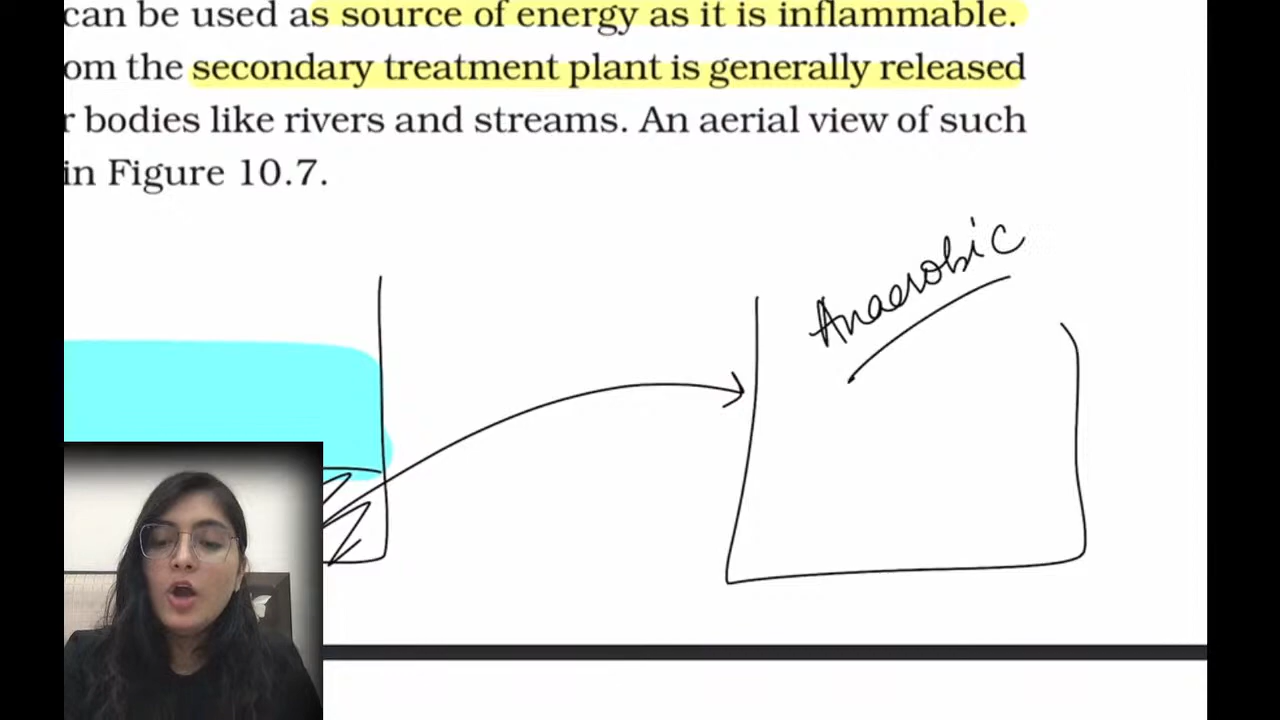 can be used as source of energy as it is inflammable.
om the secondary treatment plant is generally released
r bodies like rivers and streams. An aerial view of such
in Figure 10.7.
Anaerobic